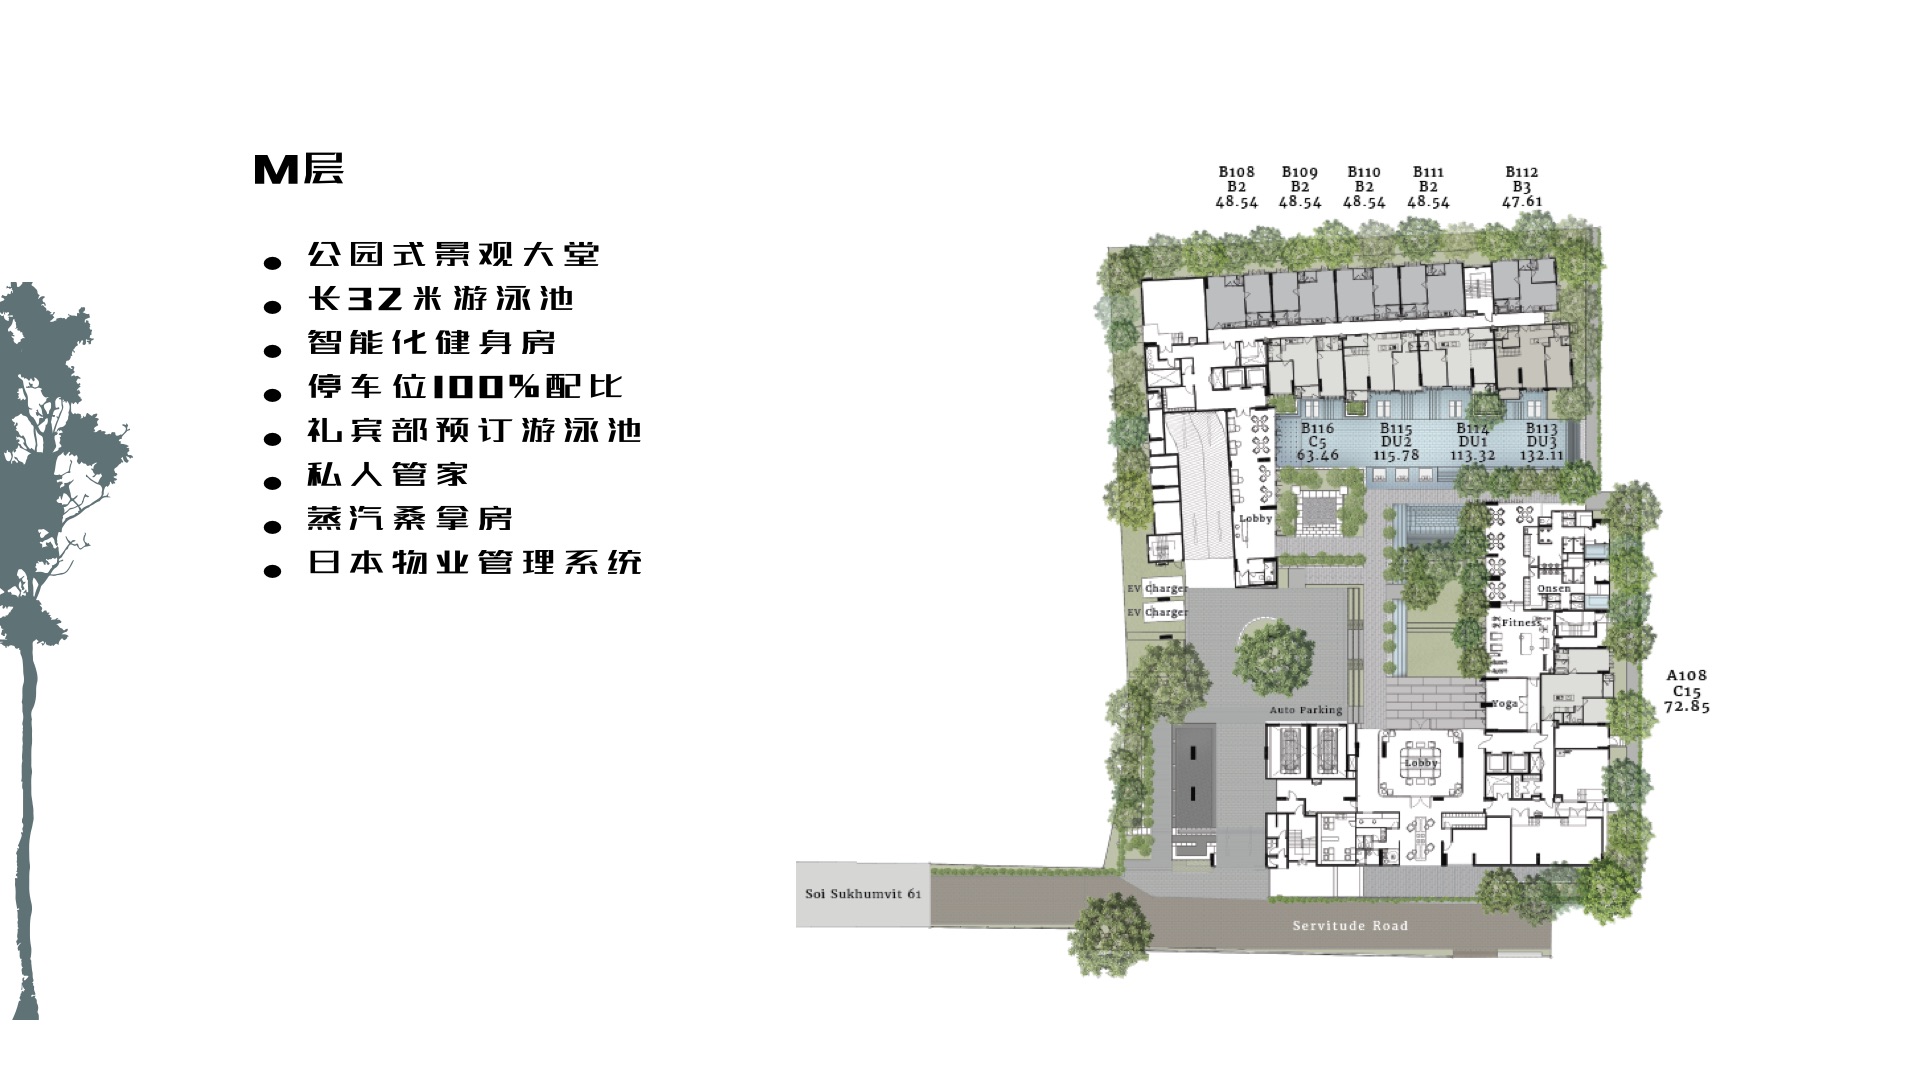 M层
公园式景观大堂
长32米游泳池
智能化健身房
停车位100%配比
礼宾部预订游泳池
私人管家
蒸汽桑拿房
日本物业管理系统
B108
B2
48.54
B109
B2
48.54
B110
B2
48.54
B111
B2
48.54
B112
B3
47.61
B116
C5
63.46
B115
DU2
115.78
B114
DU1
113.32
B113
DU3
132.11
Lobby
EV Charger
EV Charger
Onsen
Fitness
A108
C15
72.85
Yoga
Auto Parking
Lobby
Soi Sukhumvit 61
Servitude Road